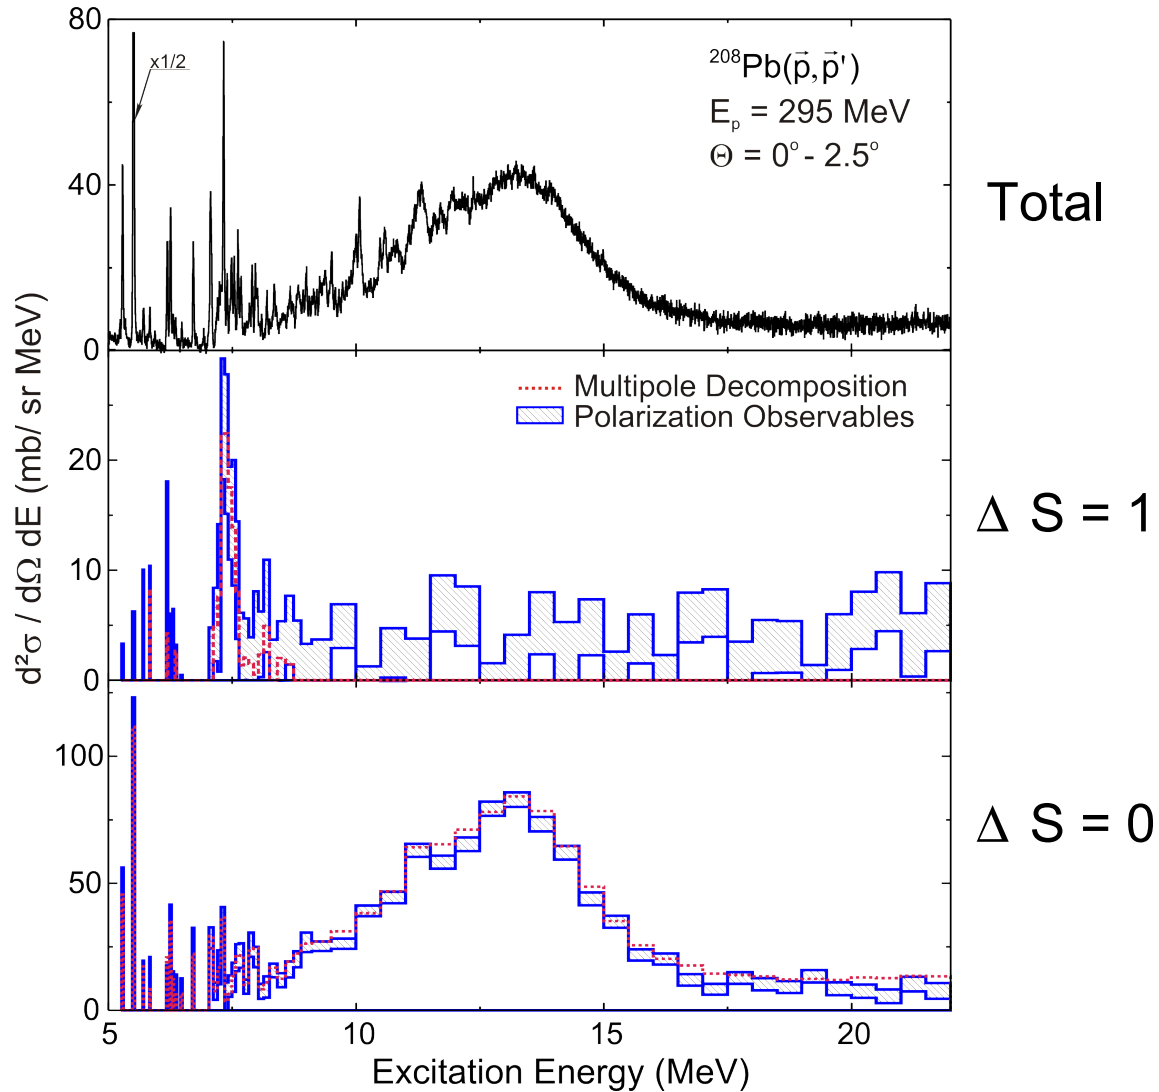 80
x1/2
²⁰⁸Pb(p⃗,p⃗')
Eₚ = 295 MeV
Θ = 0° - 2.5°
40
Total
0
Multipole Decomposition
Polarization Observables
20
Δ S = 1
10
0
d²σ / dΩ dE (mb/ sr MeV)
100
Δ S = 0
50
0
5 10 15 20
Excitation Energy (MeV)